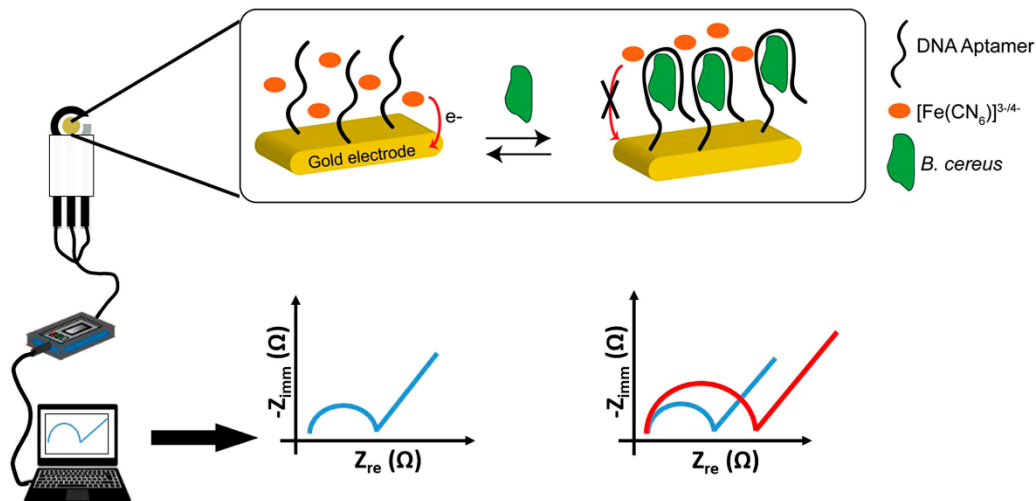 DNA Aptamer
[Fe(CN₆)]³⁻/⁴⁻
B. cereus
e-
Gold electrode
-Zimm (Ω)
Zre (Ω)
-Zimm (Ω)
Zre (Ω)